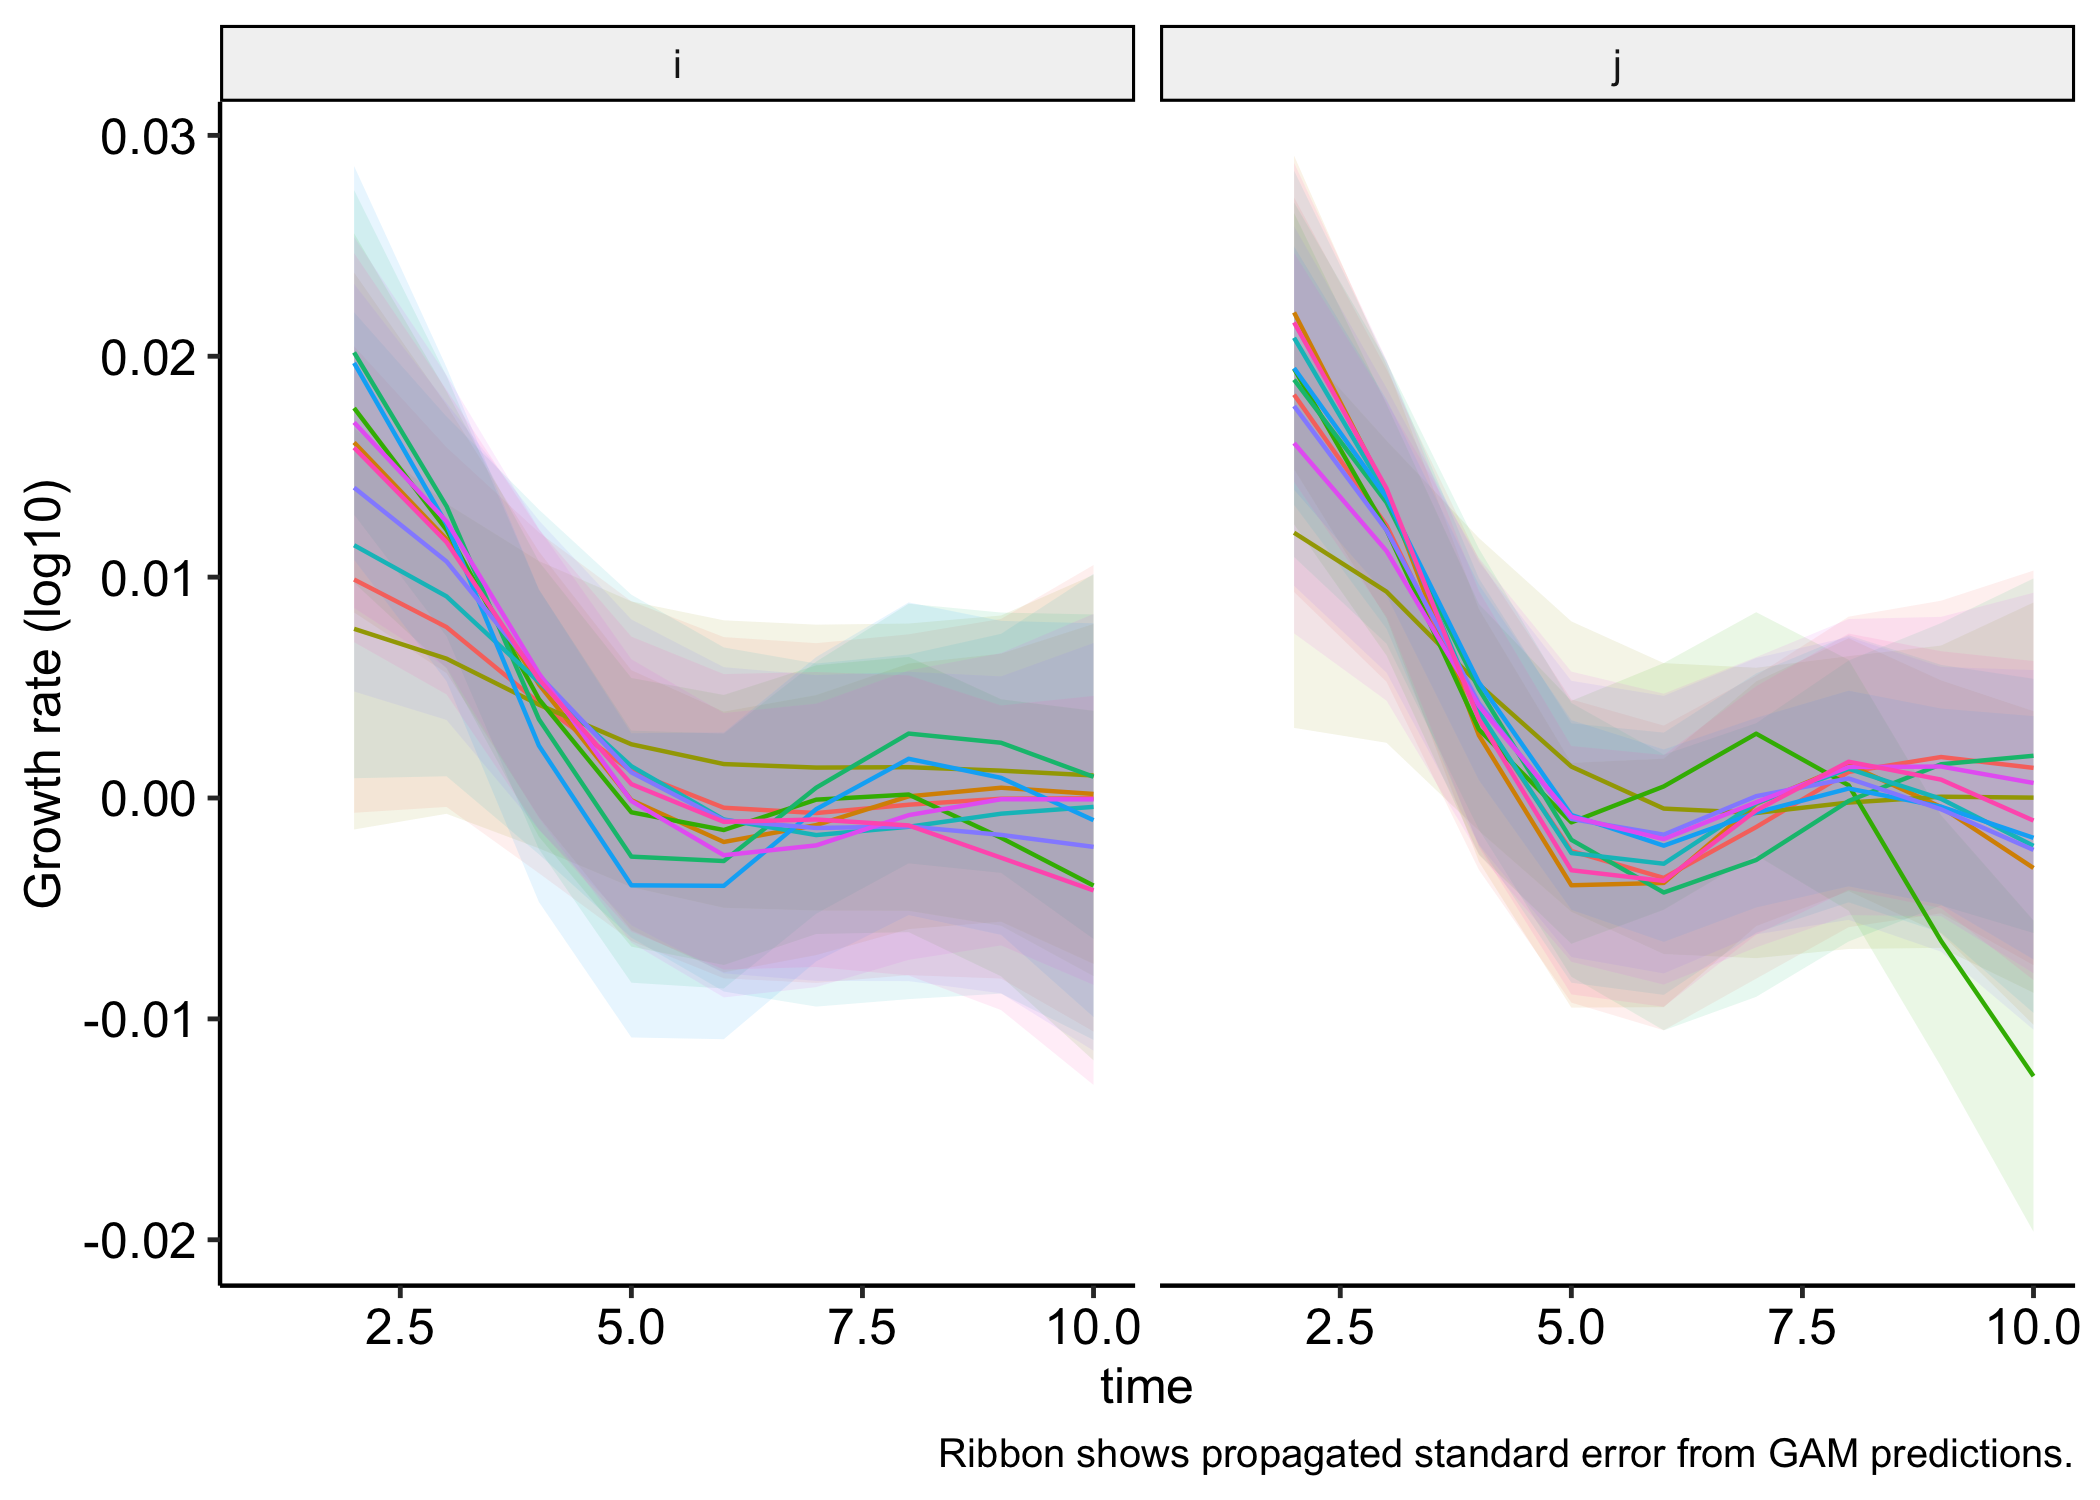 i j
0.03
0.02
0.01
0.00
-0.01
-0.02
Growth rate (log10)
2.5 5.0 7.5 10.0 2.5 5.0 7.5 10.0
time
Ribbon shows propagated standard error from GAM predictions.